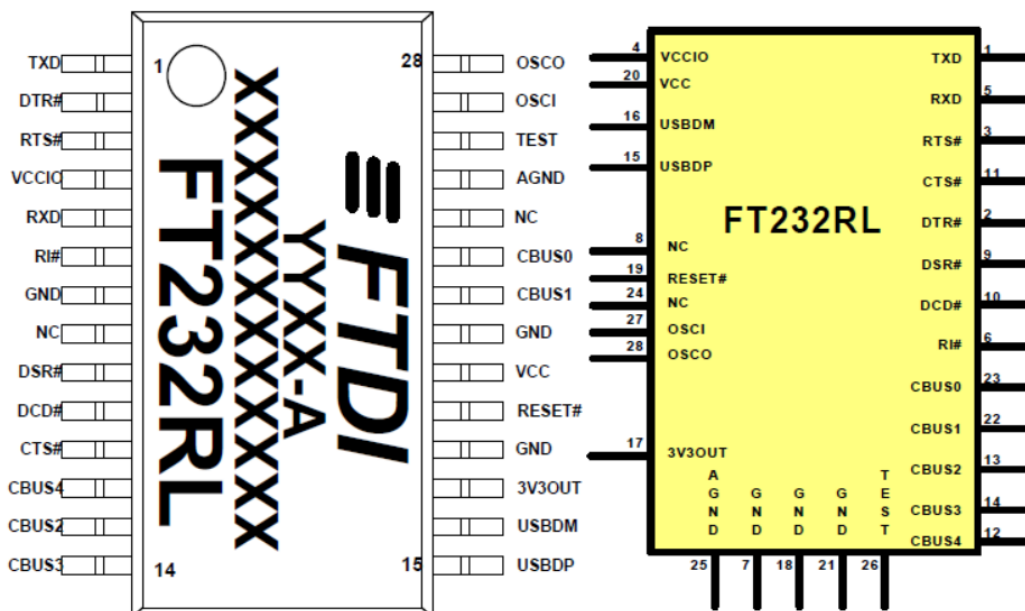 TXD
DTR#
RTS#
VCCIO
RXD
RI#
GND
NC
DSR#
DCD#
CTS#
CBUS4
CBUS2
CBUS3
1
28
14
15
FTDI
YYXX-A
XXXXXXXXXXXX
FT232RL
OSCO
OSCI
TEST
AGND
NC
CBUS0
CBUS1
GND
VCC
RESET#
GND
3V3OUT
USBDM
USBDP
FT232RL
4 VCCIO
20 VCC
16 USBDM
15 USBDP
8 NC
19 RESET#
24 NC
27 OSCI
28 OSCO
17 3V3OUT
TXD 1
RXD 5
RTS# 3
CTS# 11
DTR# 2
DSR# 9
DCD# 10
RI# 6
CBUS0 23
CBUS1 22
CBUS2 13
CBUS3 14
CBUS4 12
AGND 25
GND 7
GND 18
GND 21
TEST 26